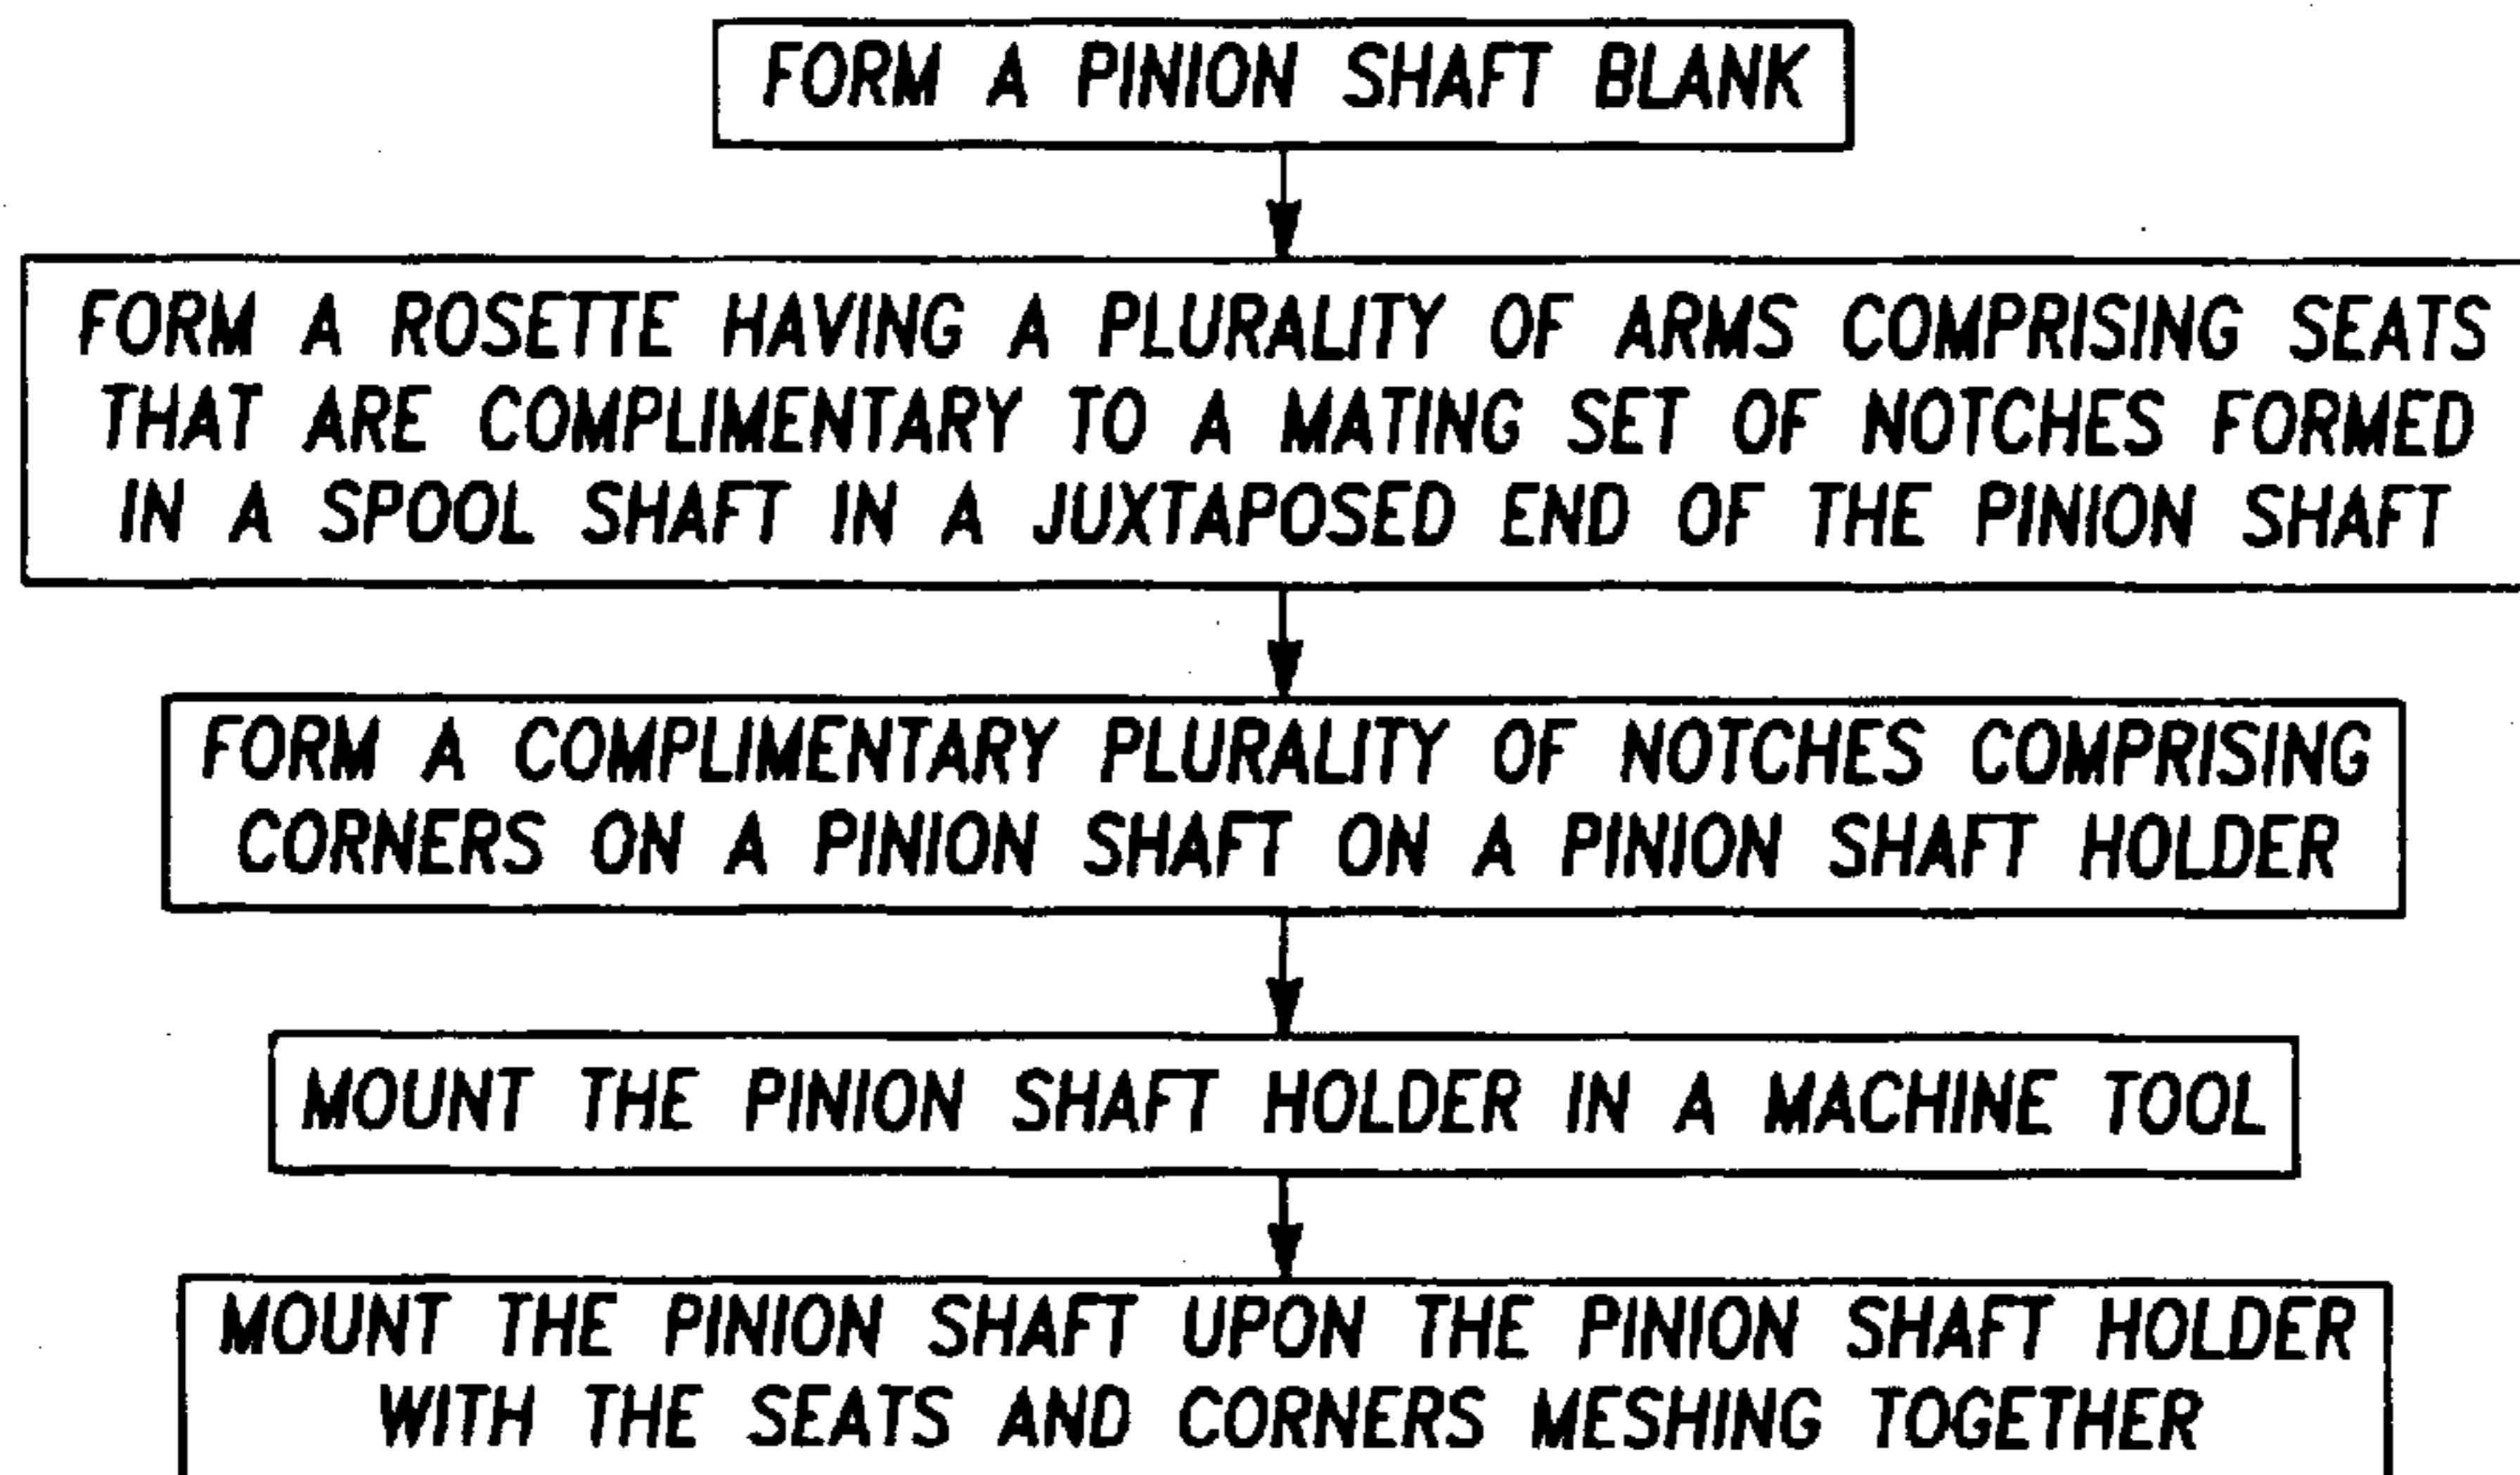 FORM A PINION SHAFT BLANK
FORM A ROSETTE HAVING A PLURALITY OF ARMS COMPRISING SEATS
THAT ARE COMPLIMENTARY TO A MATING SET OF NOTCHES FORMED
IN A SPOOL SHAFT IN A JUXTAPOSED END OF THE PINION SHAFT
FORM A COMPLIMENTARY PLURALITY OF NOTCHES COMPRISING
CORNERS ON A PINION SHAFT ON A PINION SHAFT HOLDER
MOUNT THE PINION SHAFT HOLDER IN A MACHINE TOOL
MOUNT THE PINION SHAFT UPON THE PINION SHAFT HOLDER
WITH THE SEATS AND CORNERS MESHING TOGETHER